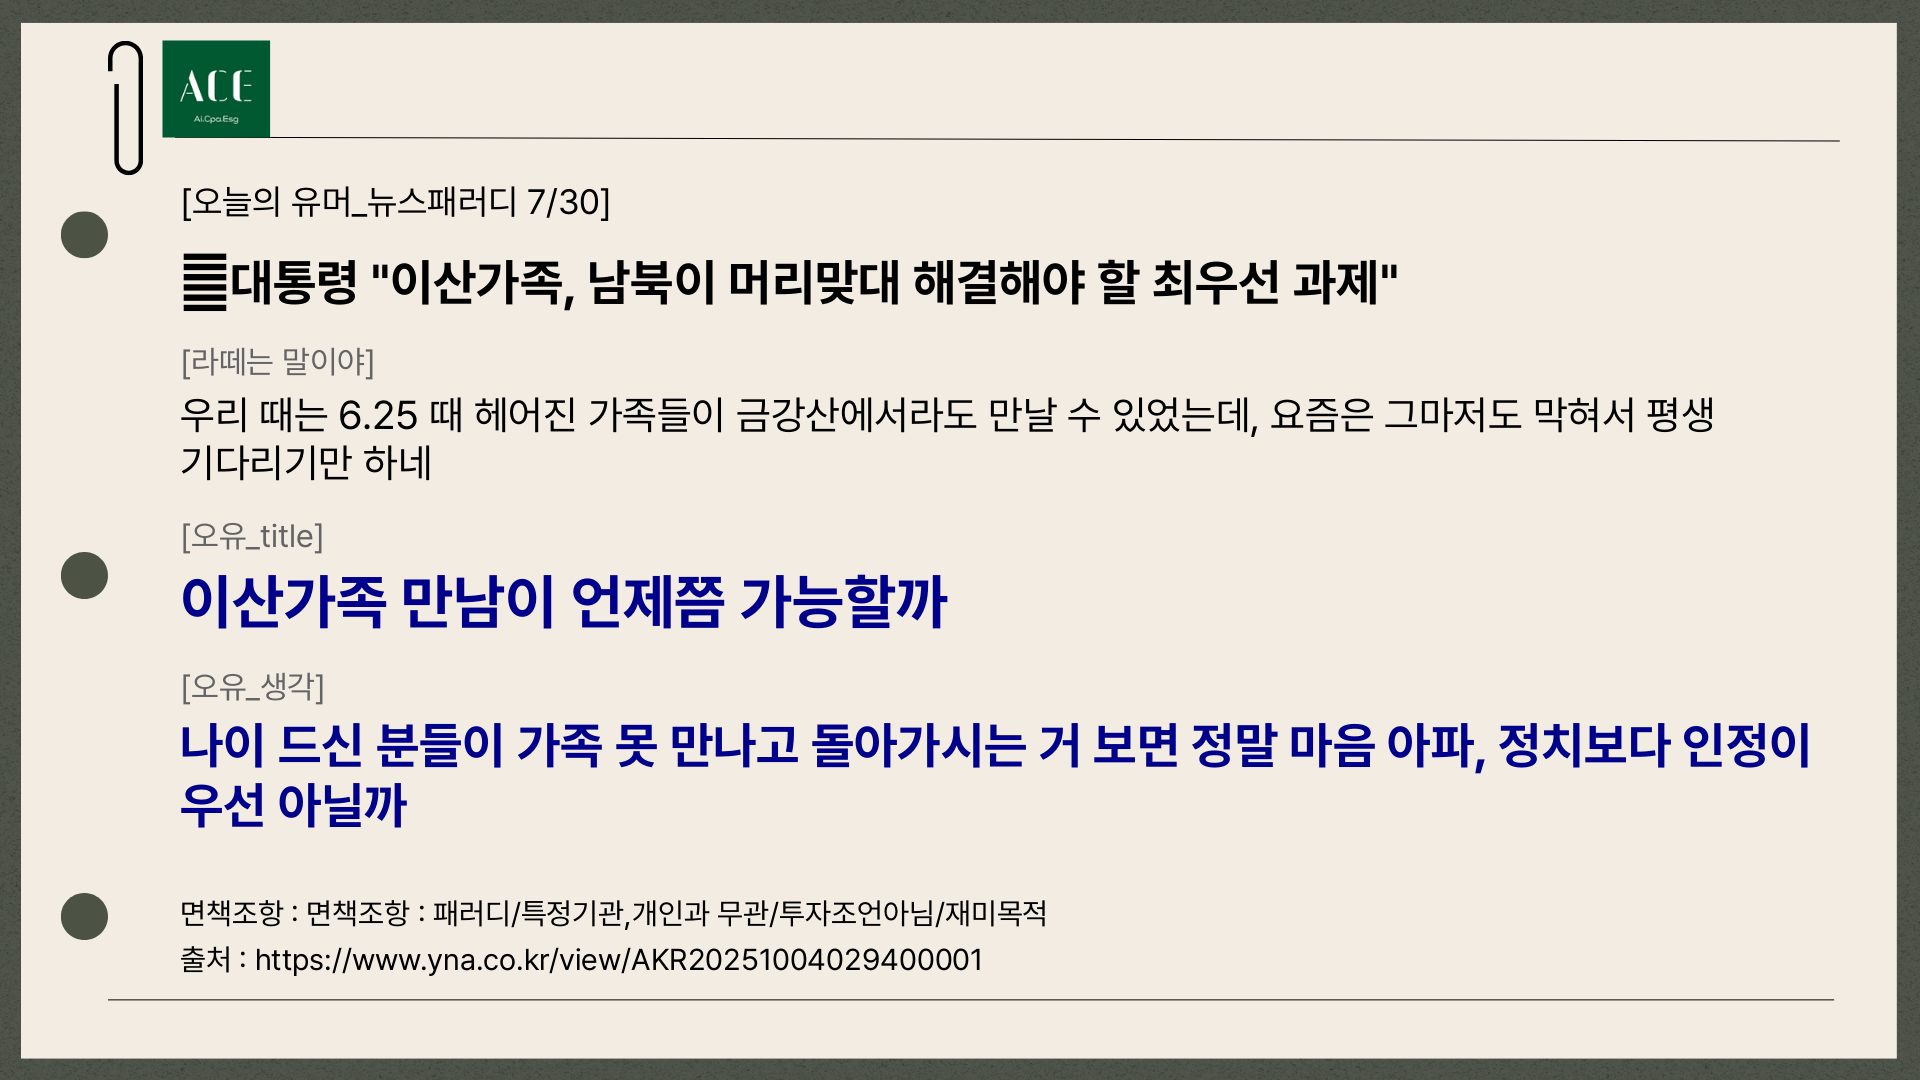 ACE
Ai.Cpa.Esg
[오늘의 유머_뉴스패러디 7/30]
대통령 "이산가족, 남북이 머리맞대 해결해야 할 최우선 과제"
[라떼는 말이야]
우리 때는 6.25 때 헤어진 가족들이 금강산에서라도 만날 수 있었는데, 요즘은 그마저도 막혀서 평생
기다리기만 하네
[오유_title]
이산가족 만남이 언제쯤 가능할까
[오유_생각]
나이 드신 분들이 가족 못 만나고 돌아가시는 거 보면 정말 마음 아파, 정치보다 인정이
우선 아닐까
면책조항 : 면책조항 : 패러디/특정기관,개인과 무관/투자조언아님/재미목적
출처 : https://www.yna.co.kr/view/AKR20251004029400001